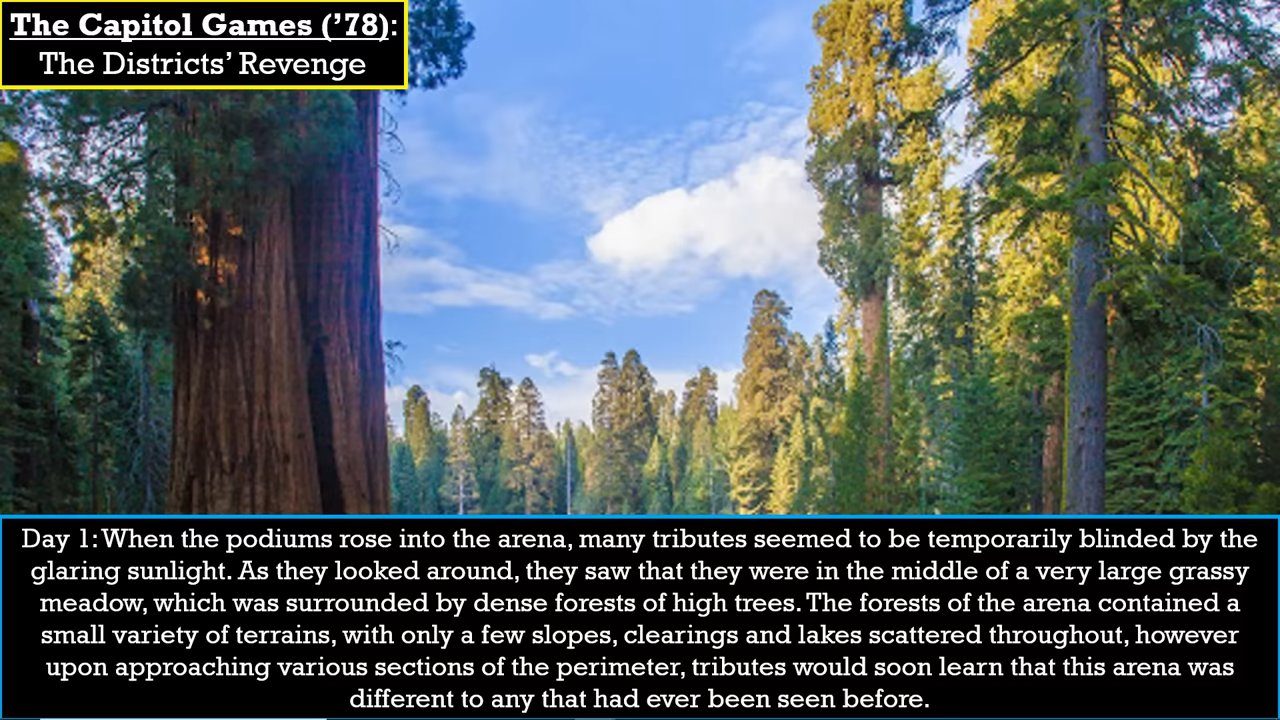 The Capitol Games (’78):
The Districts’ Revenge
Day 1: When the podiums rose into the arena, many tributes seemed to be temporarily blinded by the
glaring sunlight. As they looked around, they saw that they were in the middle of a very large grassy
meadow, which was surrounded by dense forests of high trees. The forests of the arena contained a
small variety of terrains, with only a few slopes, clearings and lakes scattered throughout, however
upon approaching various sections of the perimeter, tributes would soon learn that this arena was
different to any that had ever been seen before.